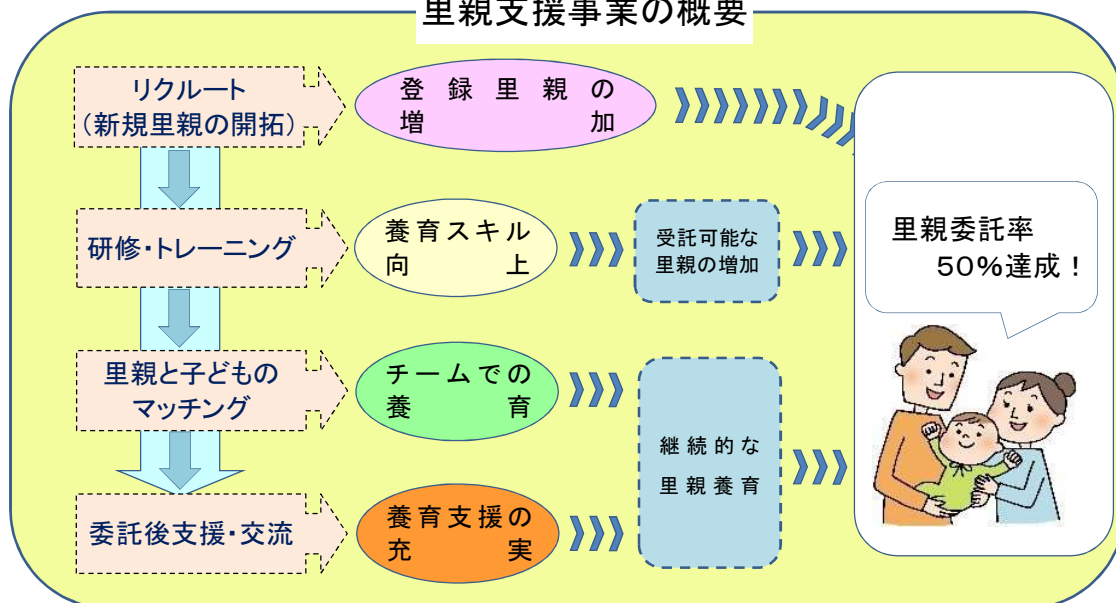 里親支援事業の概要
リクルート
(新規里親の開拓)
登録里親の
増加
研修・トレーニング
養育スキル
向上
受託可能な
里親の増加
里親委託率
50%達成！
里親と子どもの
マッチング
チームでの
養育
継続的な
里親養育
委託後支援・交流
養育支援の
充実